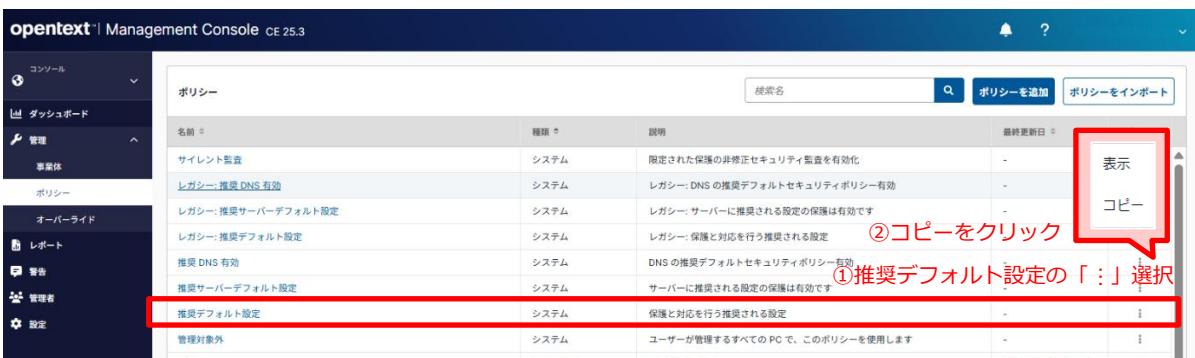 opentext™ | Management Console CE 25.3
?
コンソール
ダッシュボード
管理
事業体
ポリシー
オーバーライド
レポート
警告
管理者
設定
ポリシー
検索名
ポリシーを追加
ポリシーをインポート
名前 種類 説明 最終更新日
サイレント監査 システム 限定された保護の非修正セキュリティ監査を有効化 -
レガシー: 推奨 DNS 有効 システム レガシー: DNS の推奨デフォルトセキュリティポリシー有効 -
レガシー: 推奨サーバーデフォルト設定 システム レガシー: サーバーに推奨される設定の保護は有効です -
レガシー: 推奨デフォルト設定 システム レガシー: 保護と対応を行う推奨される設定
推奨 DNS 有効 システム DNS の推奨デフォルトセキュリティポリシー有効
推奨サーバーデフォルト設定 システム サーバーに推奨される設定の保護は有効です
推奨デフォルト設定 システム 保護と対応を行う推奨される設定 -
管理対象外 システム ユーザーが管理するすべての PC で、このポリシーを使用します -
表示
コピー
②コピーをクリック
①推奨デフォルト設定の「⋮」選択